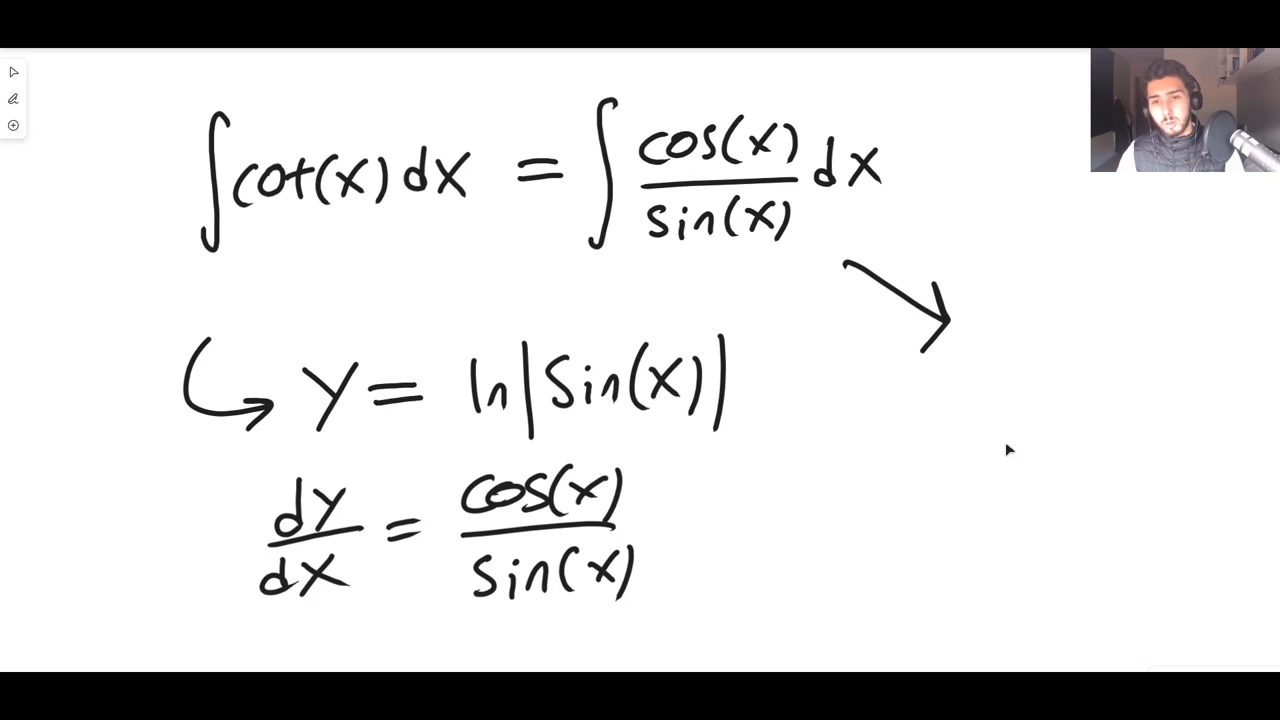 ∫cot(x)dx = ∫cos(x)/sin(x) dx
y = ln|sin(x)|
dy/dx = cos(x)/sin(x)